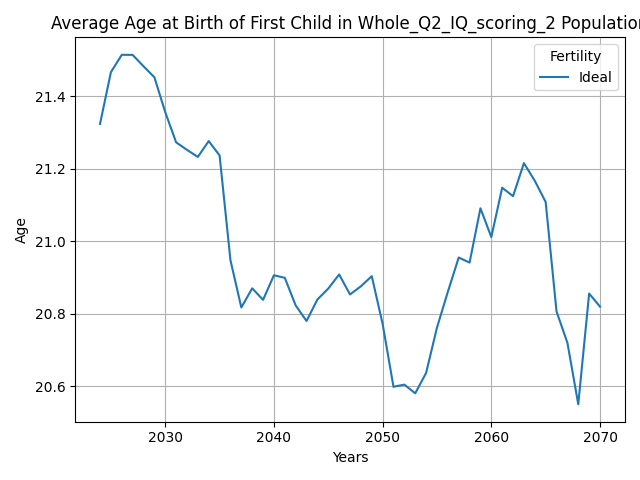 Average Age at Birth of First Child in Whole_Q2_IQ_scoring_2 Population
Fertility
Ideal
21.4
21.2
21.0
20.8
20.6
Age
2030 2040 2050 2060 2070
Years